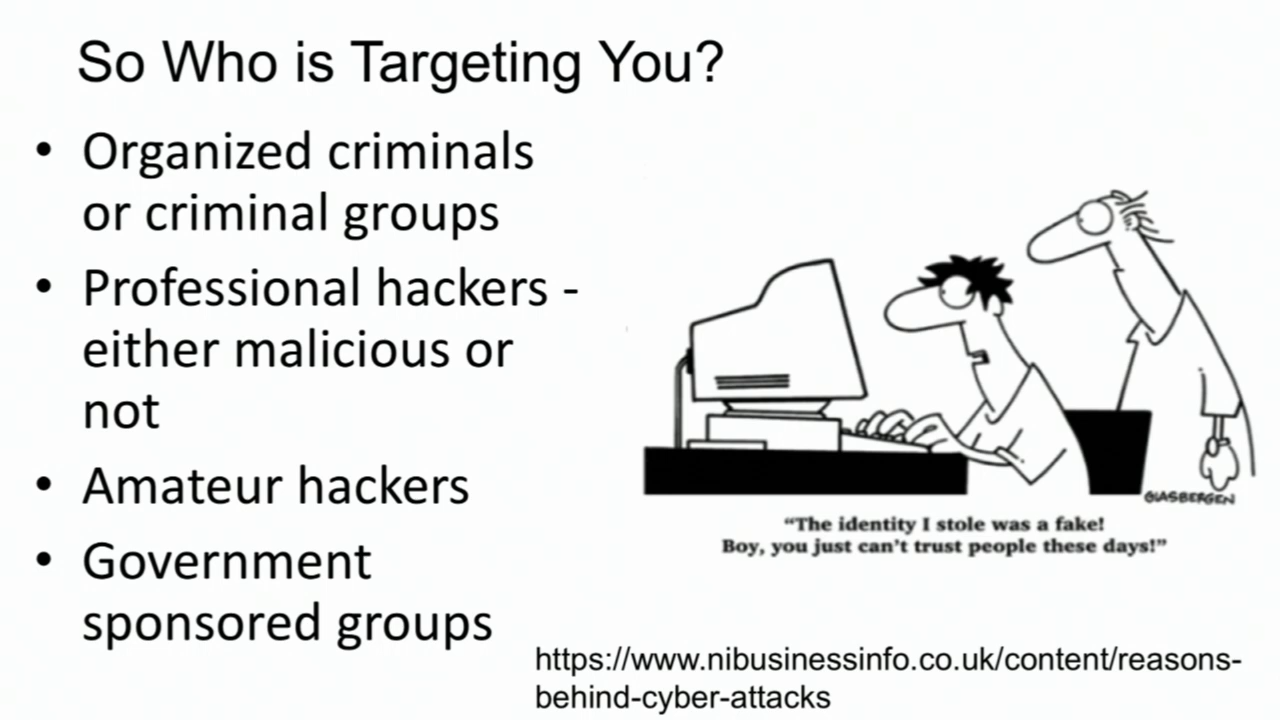 So Who is Targeting You?
• Organized criminals
or criminal groups
• Professional hackers -
either malicious or
not
• Amateur hackers
• Government
sponsored groups
GLASBERGEN
“The identity I stole was a fake!
Boy, you just can’t trust people these days!”
https://www.nibusinessinfo.co.uk/content/reasons-
behind-cyber-attacks